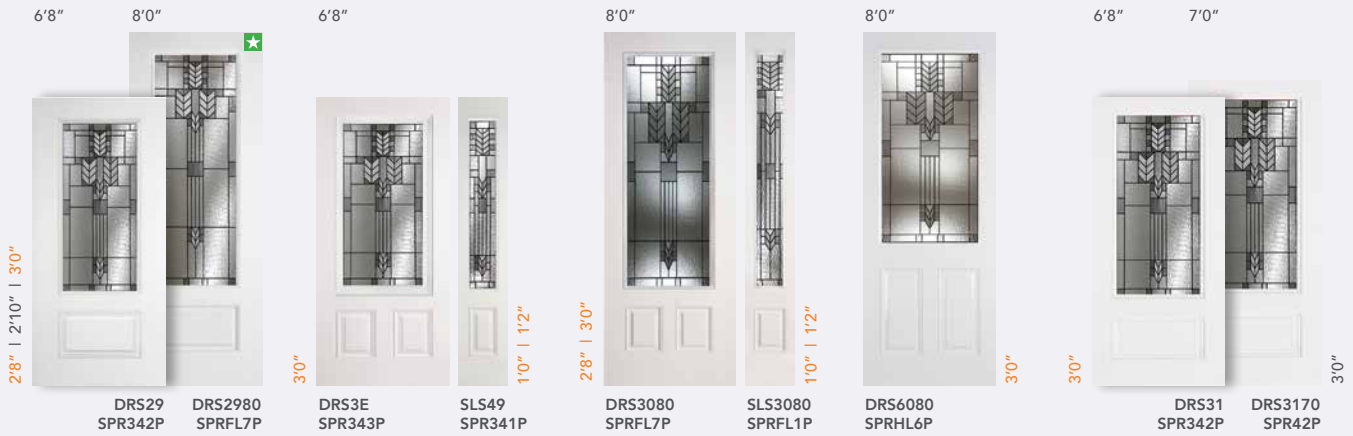 6’8”
8’0”
6’8”
8’0”
8’0”
6’8”
7’0”
2’8” | 2’10” | 3’0”
3’0”
1’0” | 1’2”
2’8” | 3’0”
1’0” | 1’2”
3’0”
3’0”
3’0”
DRS29
SPR342P
DRS2980
SPRFL7P
DRS3E
SPR343P
SLS49
SPR341P
DRS3080
SPRFL7P
SLS3080
SPRFL1P
DRS6080
SPRHL6P
DRS31
SPR342P
DRS3170
SPR42P